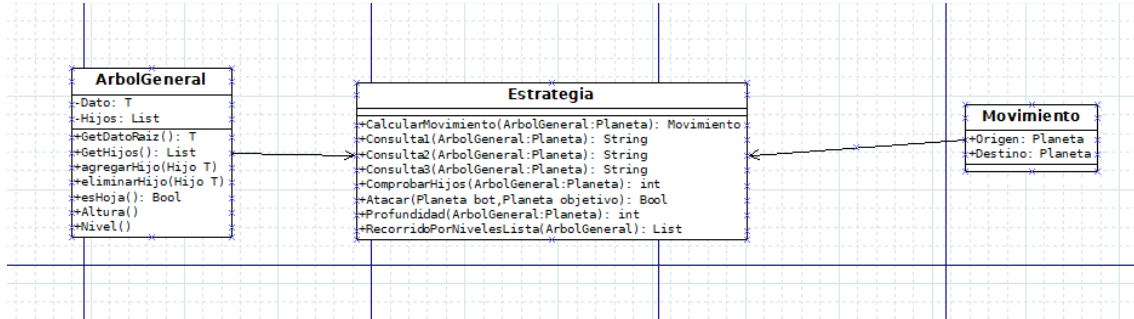 ArbolGeneral
-Dato: T
-Hijos: List
+GetDatoRaiz(): T
+GetHijos(): List
+agregarHijo(Hijo T)
+eliminarHijo(Hijo T)
+esHoja(): Bool
+Altura()
+Nivel()
Estrategia
+CalcularMovimiento(ArbolGeneral:Planeta): Movimiento
+Consulta1(ArbolGeneral:Planeta): String
+Consulta2(ArbolGeneral:Planeta): String
+Consulta3(ArbolGeneral:Planeta): String
+ComprobarHijos(ArbolGeneral:Planeta): int
+Atacar(Planeta bot,Planeta objetivo): Bool
+Profundidad(ArbolGeneral:Planeta): int
+RecorridoPorNivelesLista(ArbolGeneral): List
Movimiento
+Origen: Planeta
+Destino: Planeta